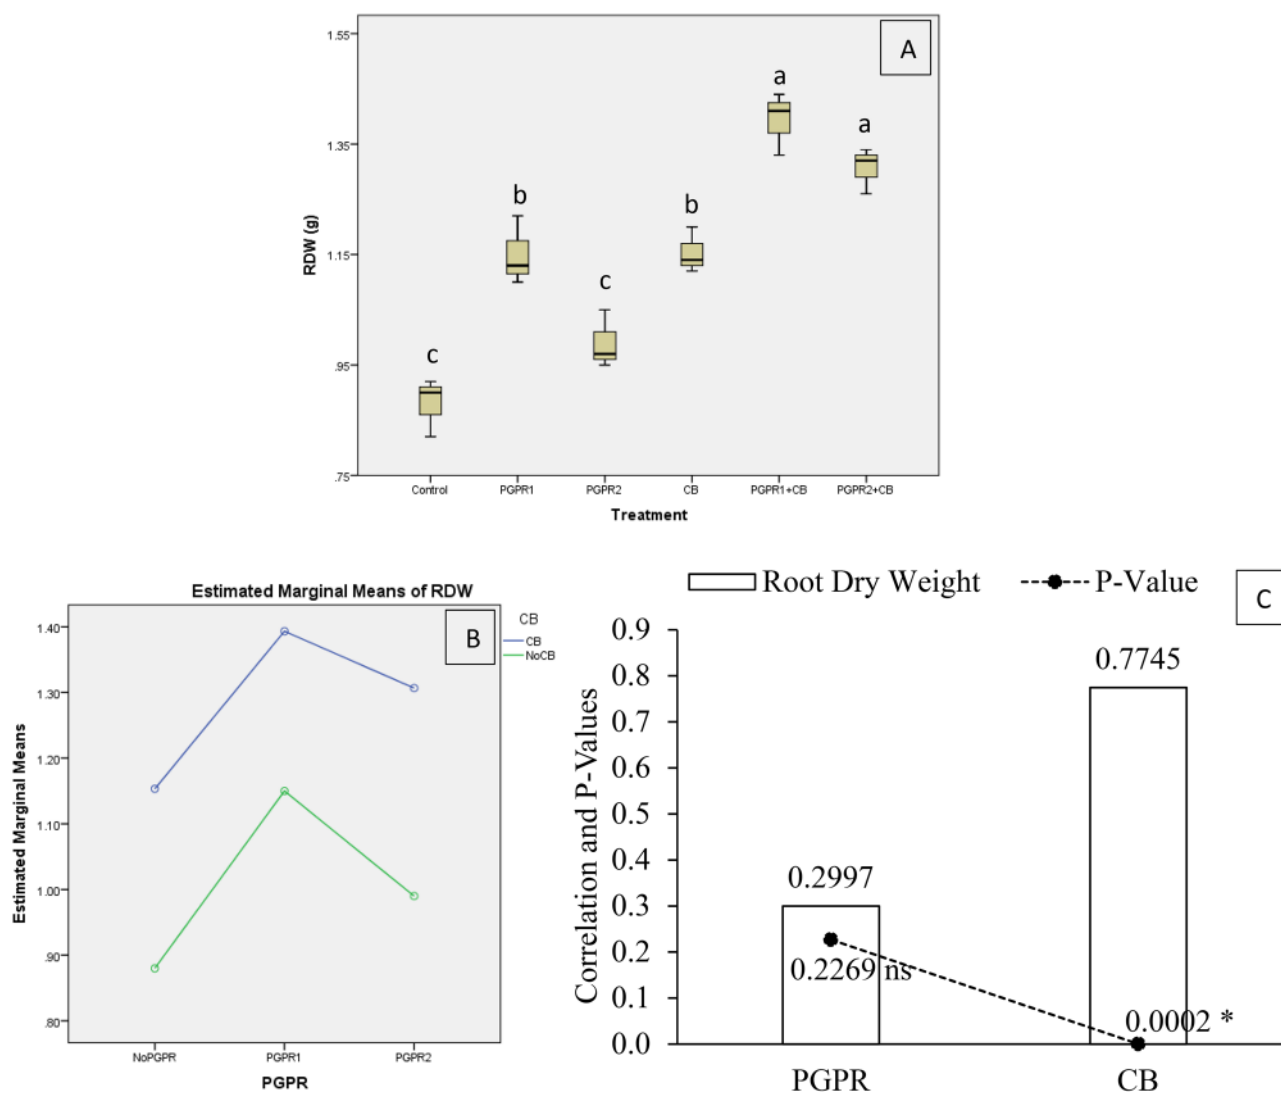 A
1.55
1.35
1.15
.95
.75
RDW (g)
c
b
c
b
a
a
Control
PGPR1
PGPR2
CB
PGPR1+CB
PGPR2+CB
Treatment
Estimated Marginal Means of RDW
B
CB
CB
NoCB
1.40
1.30
1.20
1.10
1.00
.90
.80
Estimated Marginal Means
NoPGPR
PGPR1
PGPR2
PGPR
Root Dry Weight
P-Value
C
0.9
0.8
0.7
0.6
0.5
0.4
0.3
0.2
0.1
0.0
Correlation and P-Values
0.2997
0.7745
0.2269 ns
0.0002 *
PGPR
CB